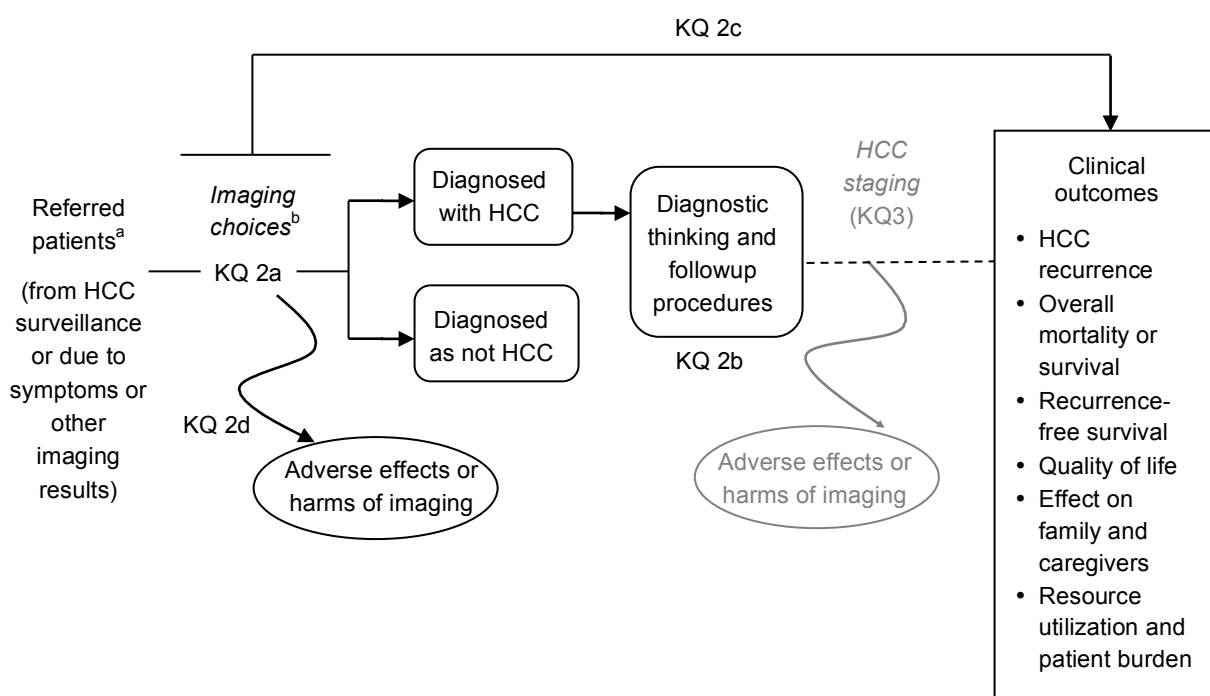 KQ 2c
Referred
patientsᵃ
(from HCC
surveillance
or due to
symptoms or
other
imaging
results)
Imaging
choicesᵇ
KQ 2a
KQ 2d
Adverse effects or
harms of imaging
Diagnosed
with HCC
Diagnosed
as not HCC
Diagnostic
thinking and
followup
procedures
KQ 2b
HCC
staging
(KQ3)
Adverse effects or
harms of imaging
Clinical
outcomes
• HCC
recurrence
• Overall
mortality or
survival
• Recurrence-
free survival
• Quality of life
• Effect on
family and
caregivers
• Resource
utilization and
patient burden